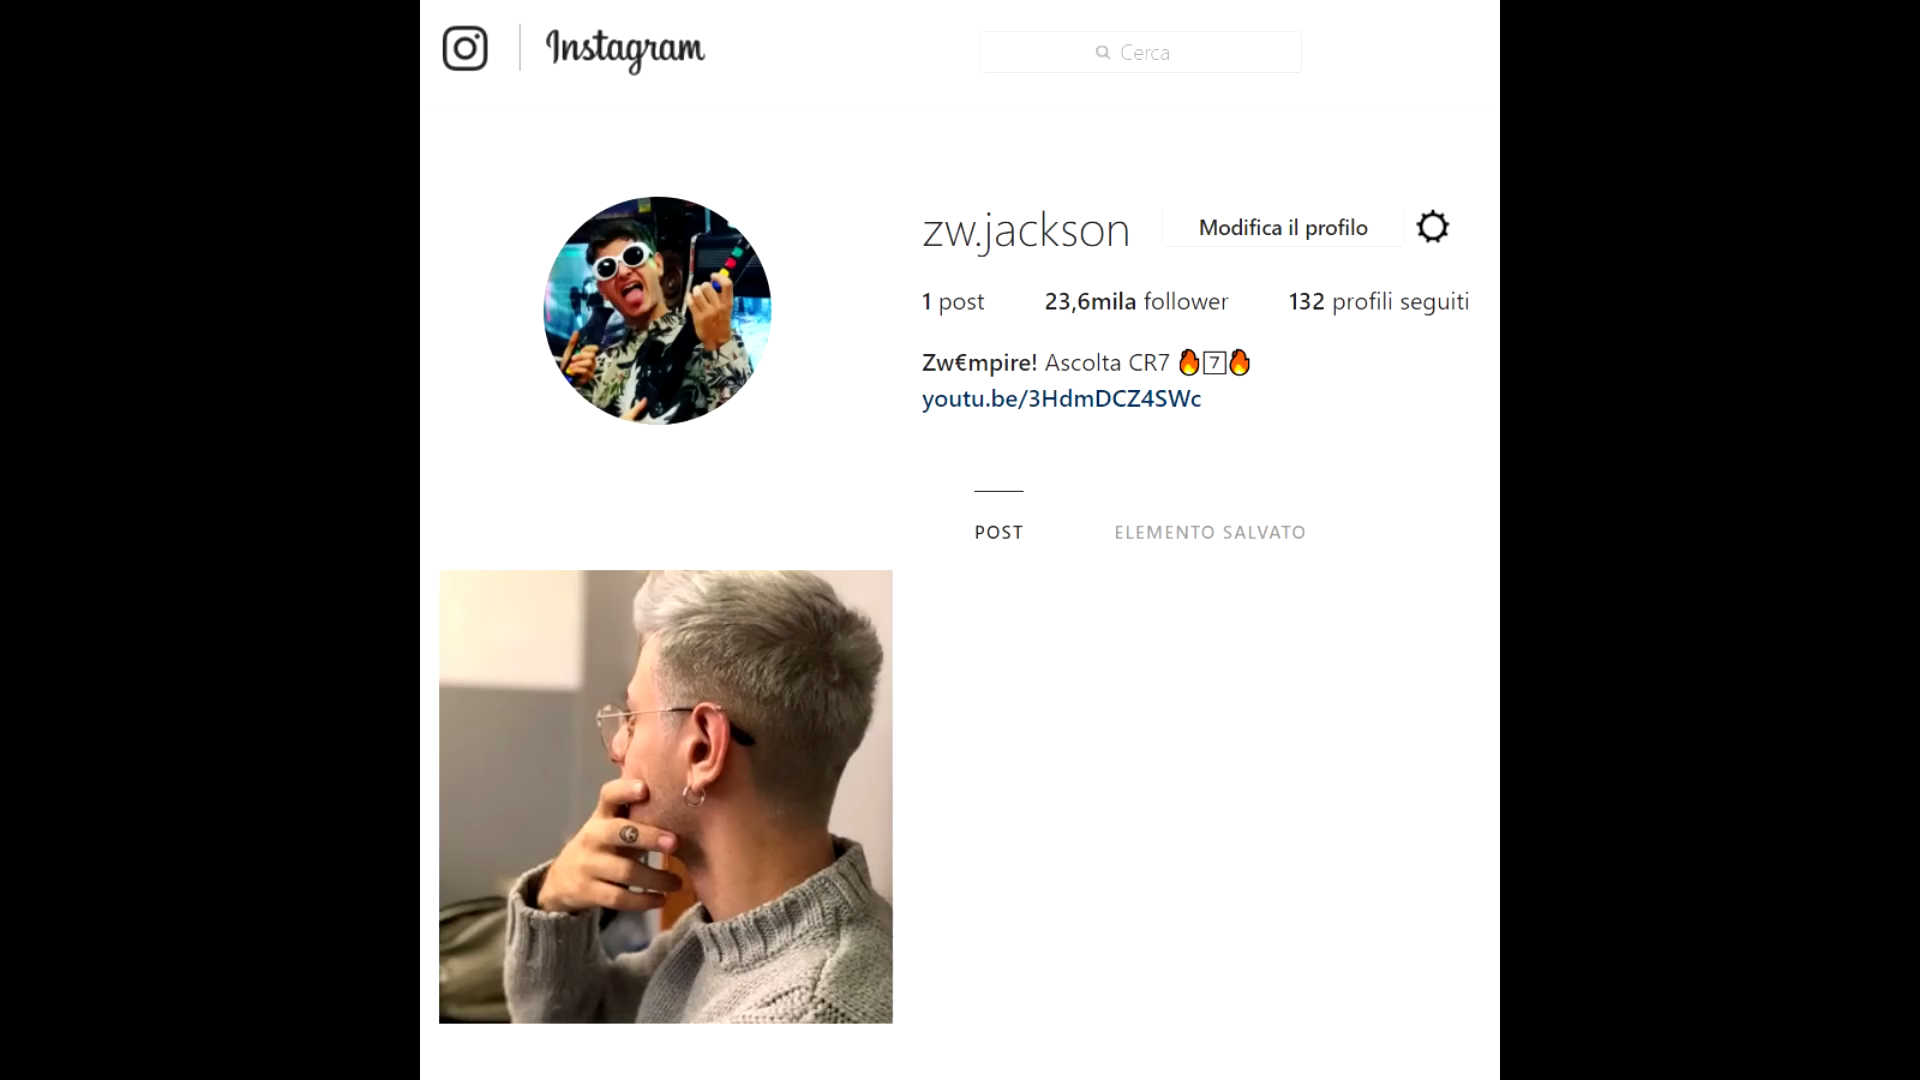 Instagram
Cerca
zw.jackson
Modifica il profilo
1 post 23,6mila follower 132 profili seguiti
Zw€mpire! Ascolta CR7 🔥7️⃣🔥
youtu.be/3HdmDCZ4SWc
POST ELEMENTO SALVATO